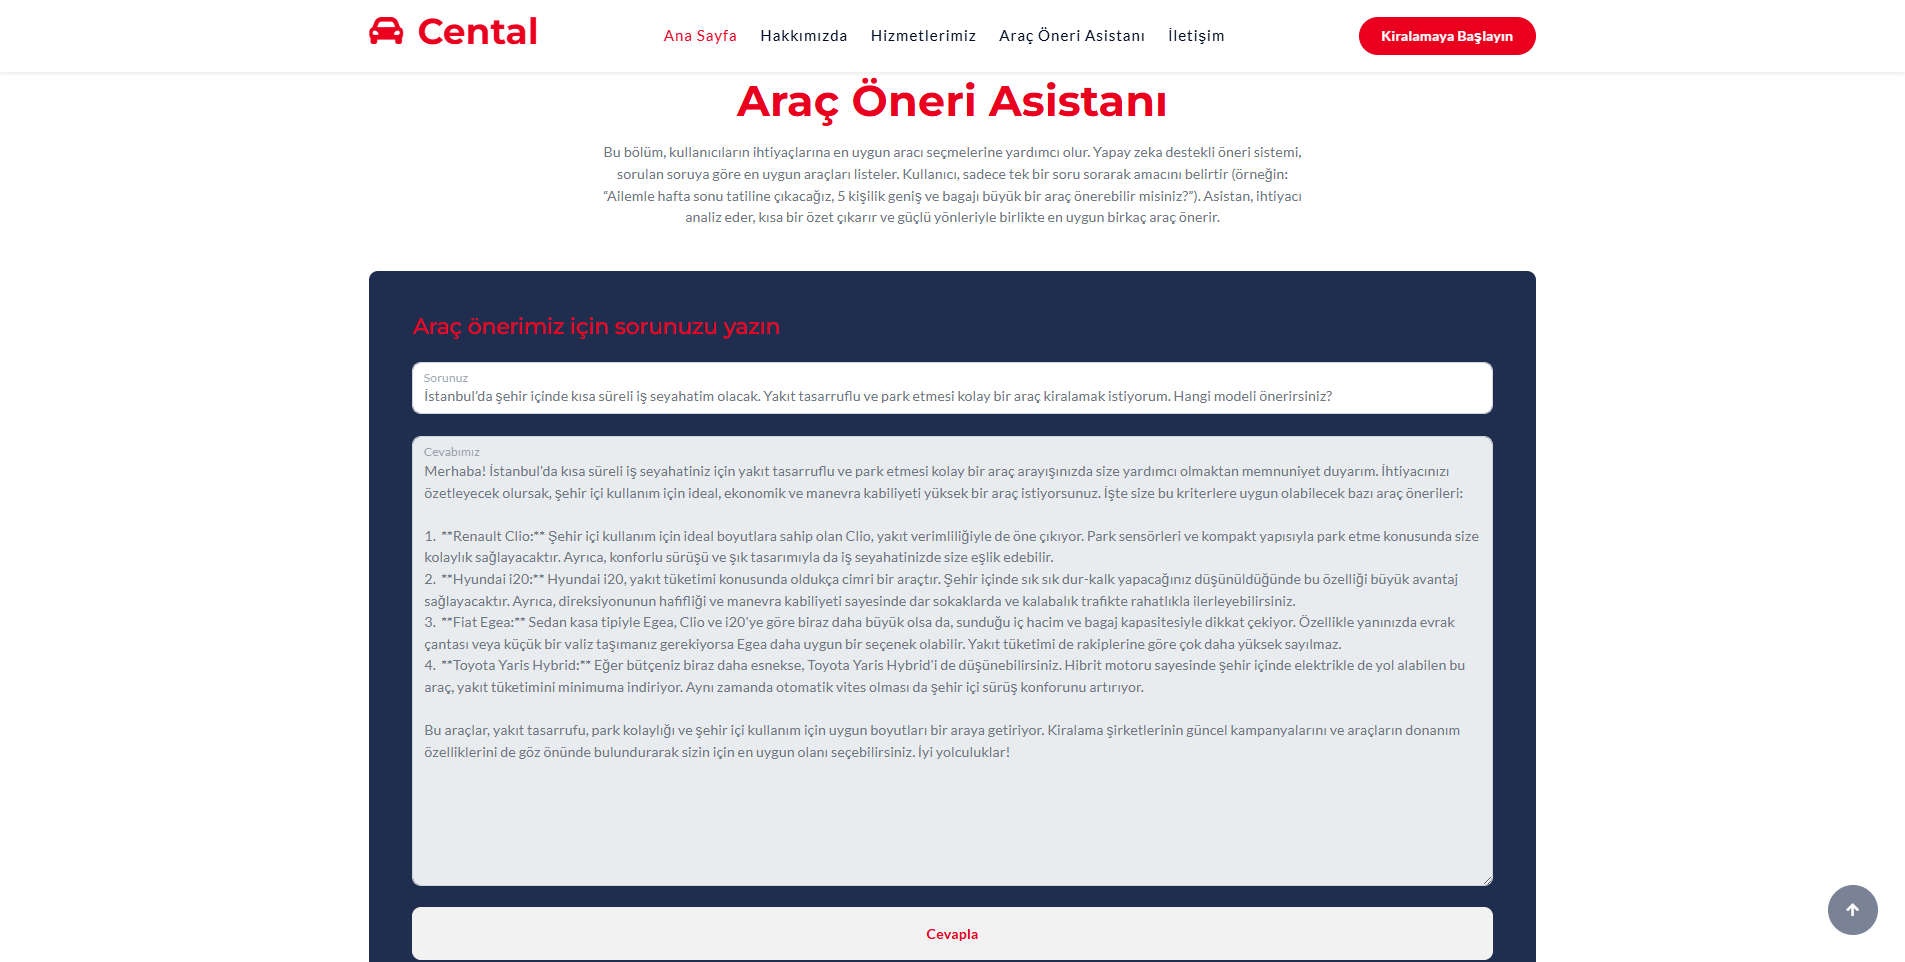 Cental
Ana Sayfa Hakkımızda Hizmetlerimiz Araç Öneri Asistanı İletişim
Kiralamaya Başlayın
Araç Öneri Asistanı
Bu bölüm, kullanıcıların ihtiyaçlarına en uygun aracı seçmelerine yardımcı olur. Yapay zeka destekli öneri sistemi,
sorulan soruya göre en uygun araçları listeler. Kullanıcı, sadece tek bir soru sorarak amacını belirtir (örneğin:
“Ailemle hafta sonu tatiline çıkacağız, 5 kişilik geniş ve bagajı büyük bir araç önerebilir misiniz?”). Asistan, ihtiyacı
analiz eder, kısa bir özet çıkarır ve güçlü yönleriyle birlikte en uygun birkaç araç önerir.
Araç önerimiz için sorunuzu yazın
Sorunuz
İstanbul'da şehir içinde kısa süreli iş seyahatim olacak. Yakıt tasarruflu ve park etmesi kolay bir araç kiralamak istiyorum. Hangi modeli önerirsiniz?
Cevabımız
Merhaba! İstanbul'da kısa süreli iş seyahatiniz için yakıt tasarruflu ve park etmesi kolay bir araç arayışınızda size yardımcı olmaktan memnuniyet duyarım. İhtiyacınızı
özetleyecek olursak, şehir içi kullanım için ideal, ekonomik ve manevra kabiliyeti yüksek bir araç istiyorsunuz. İşte size bu kriterlere uygun olabilecek bazı araç önerileri:
1. **Renault Clio:** Şehir içi kullanım için ideal boyutlara sahip olan Clio, yakıt verimliliğiyle de öne çıkıyor. Park sensörleri ve kompakt yapısıyla park etme konusunda size
kolaylık sağlayacaktır. Ayrıca, konforlu sürüşü ve şık tasarımıyla da iş seyahatinizde size eşlik edebilir.
2. **Hyundai i20:** Hyundai i20, yakıt tüketimi konusunda oldukça cimri bir araçtır. Şehir içinde sık sık dur-kalk yapacağınız düşünüldüğünde bu özelliği büyük avantaj
sağlayacaktır. Ayrıca, direksiyonunun hafifliği ve manevra kabiliyeti sayesinde dar sokaklarda ve kalabalık trafikte rahatlıkla ilerleyebilirsiniz.
3. **Fiat Egea:** Sedan kasa tipiyle Egea, Clio ve i20'ye göre biraz daha büyük olsa da, sunduğu iç hacim ve bagaj kapasitesiyle dikkat çekiyor. Özellikle yanınızda evrak
çantası veya küçük bir valiz taşımanız gerekiyorsa Egea daha uygun bir seçenek olabilir. Yakıt tüketimi de rakiplerine göre çok daha yüksek sayılmaz.
4. **Toyota Yaris Hybrid:** Eğer bütçeniz biraz daha esnekse, Toyota Yaris Hybrid'i de düşünebilirsiniz. Hibrit motoru sayesinde şehir içinde elektrikle de yol alabilen bu
araç, yakıt tüketimini minimuma indiriyor. Aynı zamanda otomatik vites olması da şehir içi sürüş konforunu artırıyor.
Bu araçlar, yakıt tasarrufu, park kolaylığı ve şehir içi kullanım için uygun boyutları bir araya getiriyor. Kiralama şirketlerinin güncel kampanyalarını ve araçların donanım
özelliklerini de göz önünde bulundurarak sizin için en uygun olanı seçebilirsiniz. İyi yolculuklar!
Cevapla